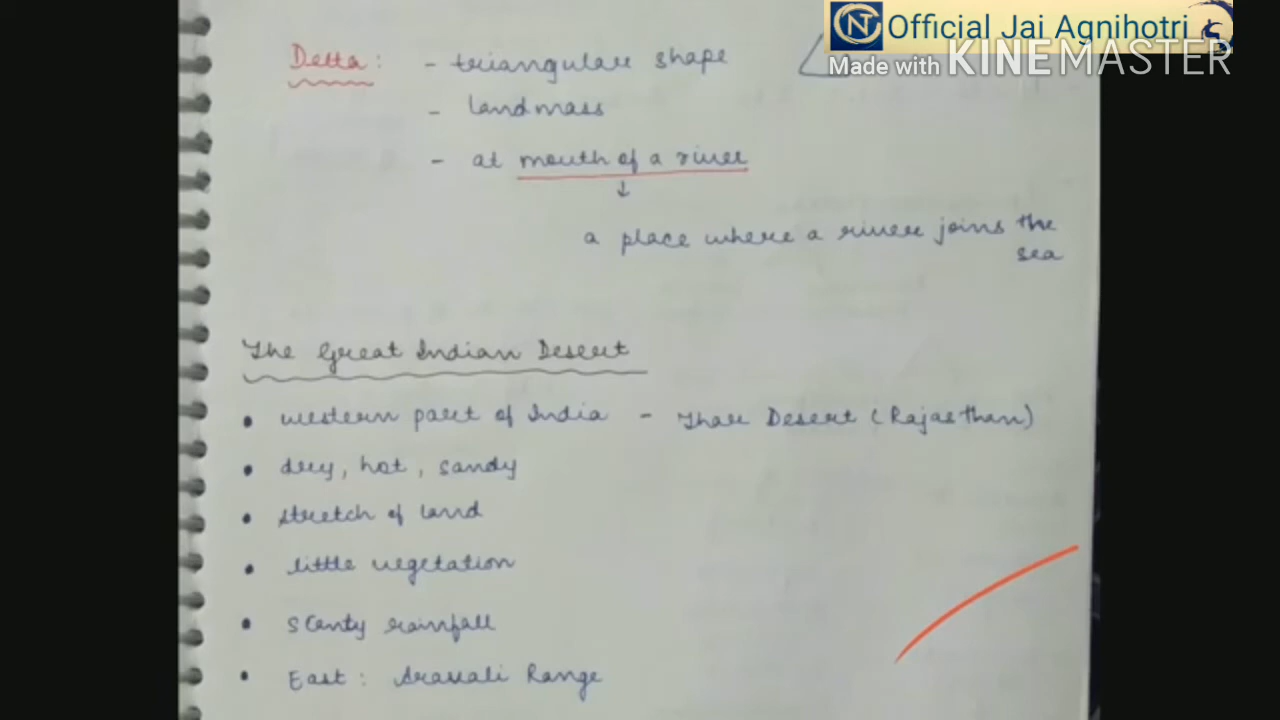 Official Jai Agnihotri
Made with KINEMASTER
Delta: - triangular shape
- landmass
- at mouth of a river
↓
a place where a river joins the
sea
The Great Indian Desert
• western part of India - Thar Desert (Rajasthan)
• dry, hot, sandy
• stretch of land
• little vegetation
• scanty rainfall
• East: Aravali Range